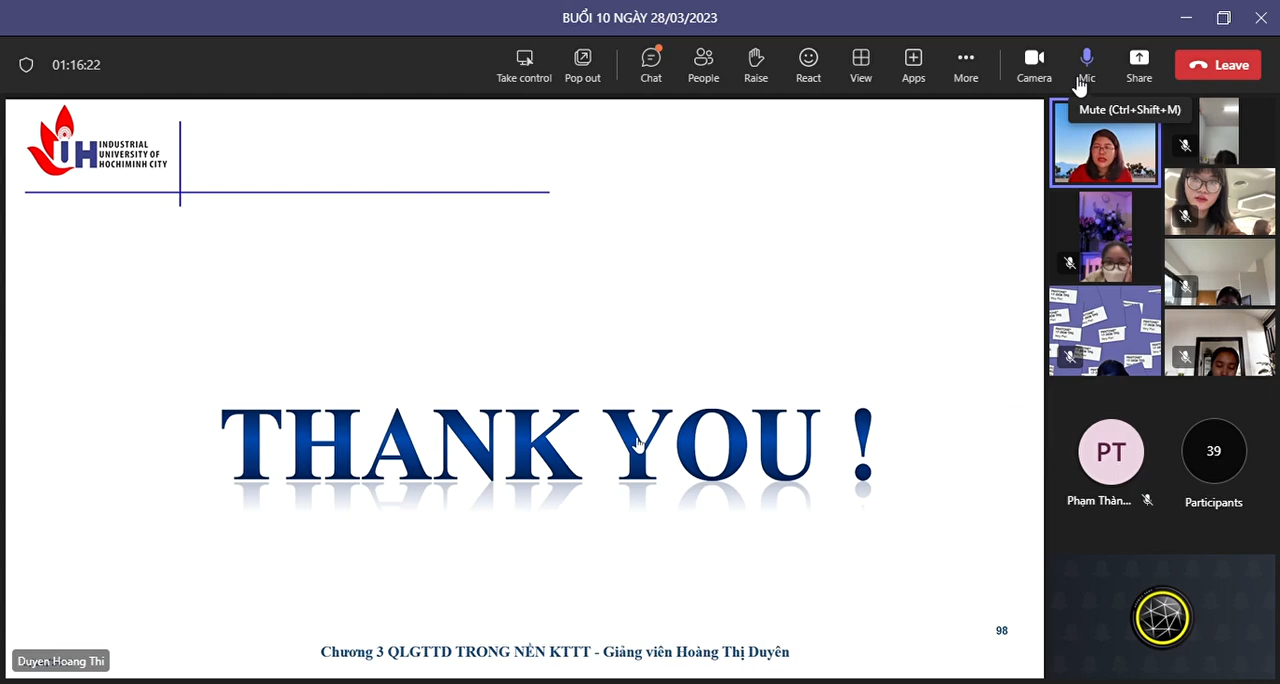 BUỔI 10 NGÀY 28/03/2023
01:16:22
Take control
Pop out
Chat
People
Raise
React
View
Apps
More
Camera
Mic
Share
Leave
Mute (Ctrl+Shift+M)
IUH INDUSTRIAL
UNIVERSITY OF
HOCHIMINH CITY
THANK YOU !
PT
39
Phạm Thàn...
Participants
98
Chương 3 QLGTTD TRONG NỀN KTTT - Giảng viên Hoàng Thị Duyên
Duyen Hoang Thi